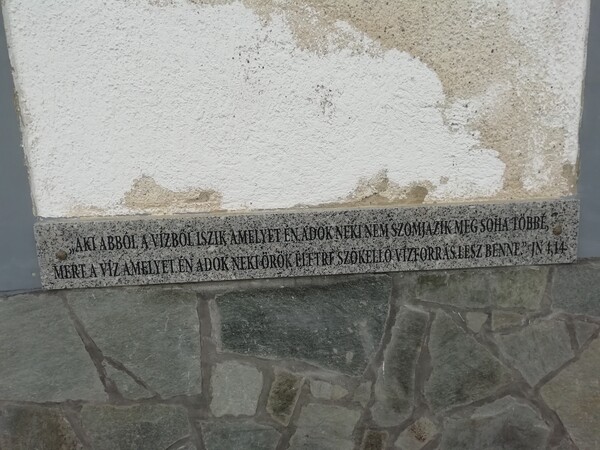 „AKI ABBÓL A VÍZBŐL ISZIK AMELYET ÉN ADOK NEKI NEM SZOMJAZIK MEG SOHA TÖBBÉ,
MERT A VÍZ AMELYET ÉN ADOK NEKI ÖRÖK ÉLETRE SZÖKELLŐ VÍZFORRÁS LESZ BENNE." JN 4,14